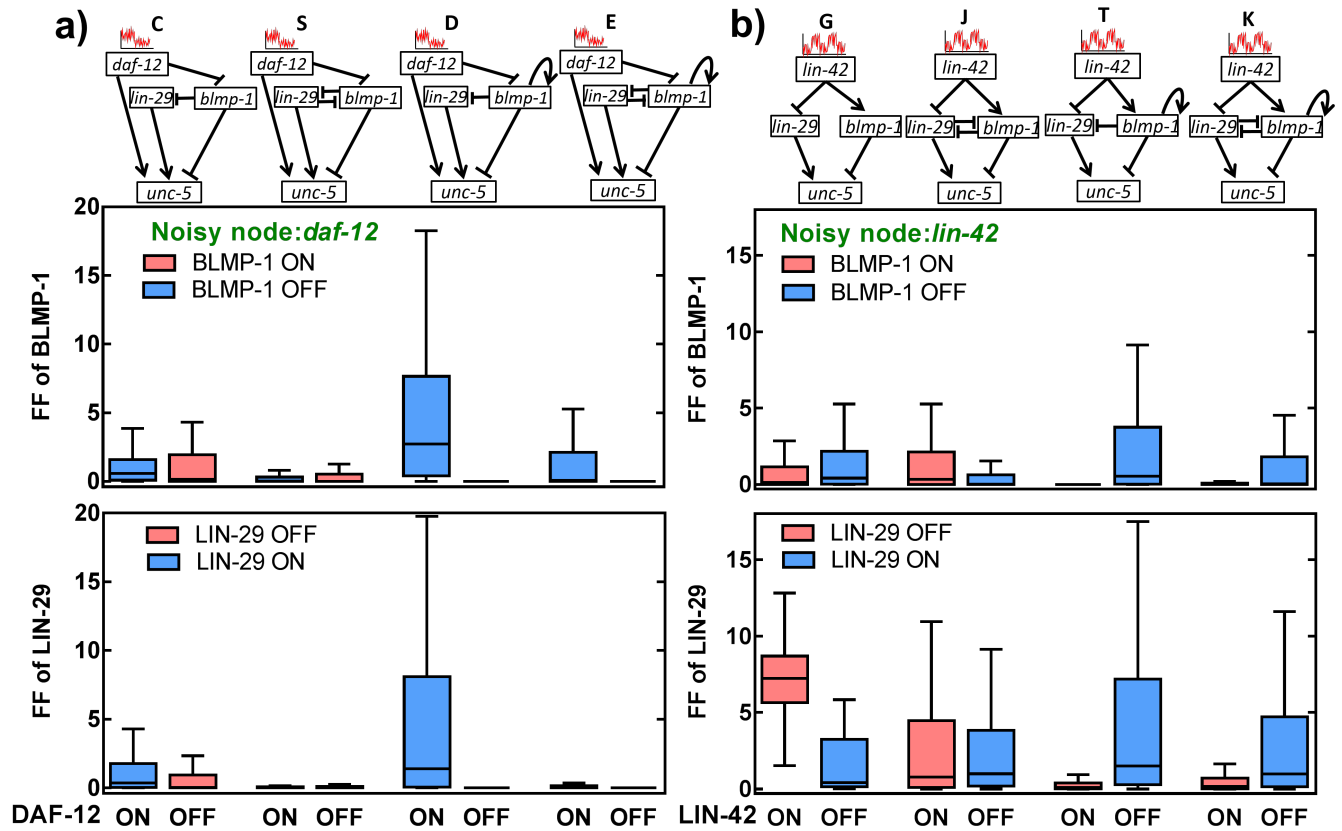 a)
C S D E
daf-12 daf-12 daf-12 daf-12
lin-29 blmp-1 lin-29 blmp-1 lin-29 blmp-1 lin-29 blmp-1
unc-5 unc-5 unc-5 unc-5
Noisy node:daf-12
BLMP-1 ON
BLMP-1 OFF
FF of BLMP-1
20
15
10
5
0
LIN-29 OFF
LIN-29 ON
FF of LIN-29
20
15
10
5
0
DAF-12 ON OFF ON OFF ON OFF ON OFF
b)
G J T K
lin-42 lin-42 lin-42 lin-42
lin-29 blmp-1 lin-29 blmp-1 lin-29 blmp-1 lin-29 blmp-1
unc-5 unc-5 unc-5 unc-5
Noisy node:lin-42
BLMP-1 ON
BLMP-1 OFF
FF of BLMP-1
15
10
5
0
LIN-29 OFF
LIN-29 ON
FF of LIN-29
15
10
5
0
LIN-42 ON OFF ON OFF ON OFF ON OFF